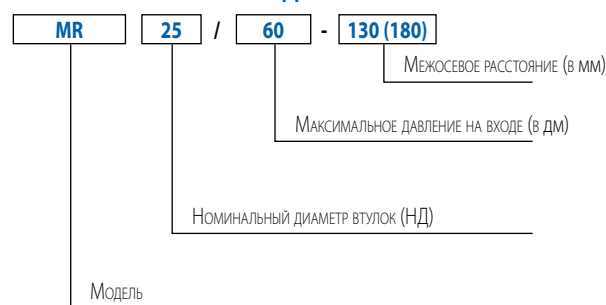 MR 25 / 60 - 130 (180)
Межосевое расстояние (в мм)
Максимальное давление на входе (в дм)
Номинальный диаметр втулок (НД)
Модель